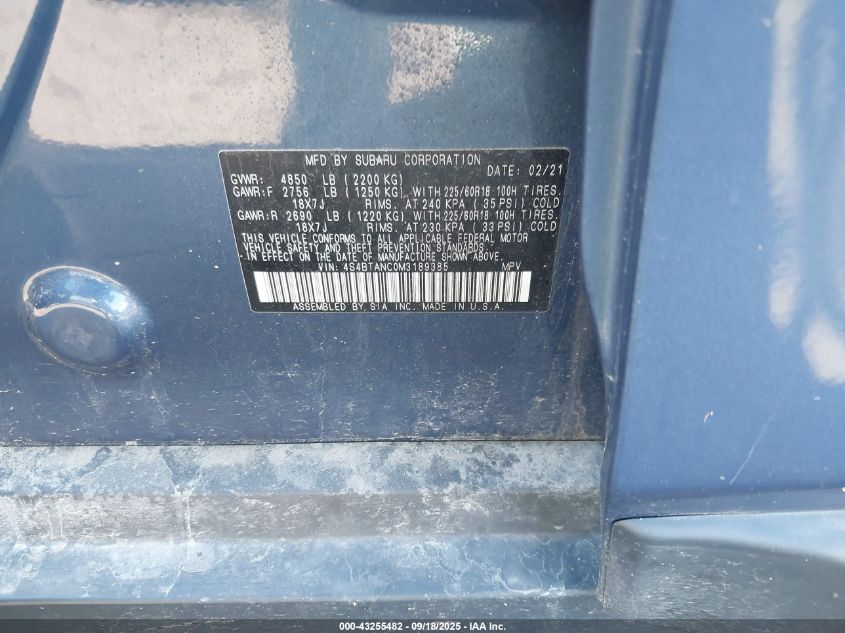 MFD BY SUBARU CORPORATION
DATE: 02/21
GVWR: 4850 LB (2200 KG)
GAWR:F 2756 LB (1250 KG) WITH 225/60R18 100H TIRES.
18X7J RIMS. AT 240 KPA (35 PSI) COLD
GAWR:R 2690 LB (1220 KG) WITH 225/60R18 100H TIRES.
18X7J RIMS. AT 230 KPA (33 PSI) COLD
THIS VEHICLE CONFORMS TO ALL APPLICABLE FEDERAL MOTOR
VEHICLE SAFETY AND THEFT PREVENTION STANDARDS
IN EFFECT ON THE DATE OF MANUFACTURE SHOWN ABOVE.
VIN: 4S4BTANC0M3189385 MPV
ASSEMBLED BY SIA INC. MADE IN U.S.A.
000-43255482 - 09/18/2025 - IAA Inc.